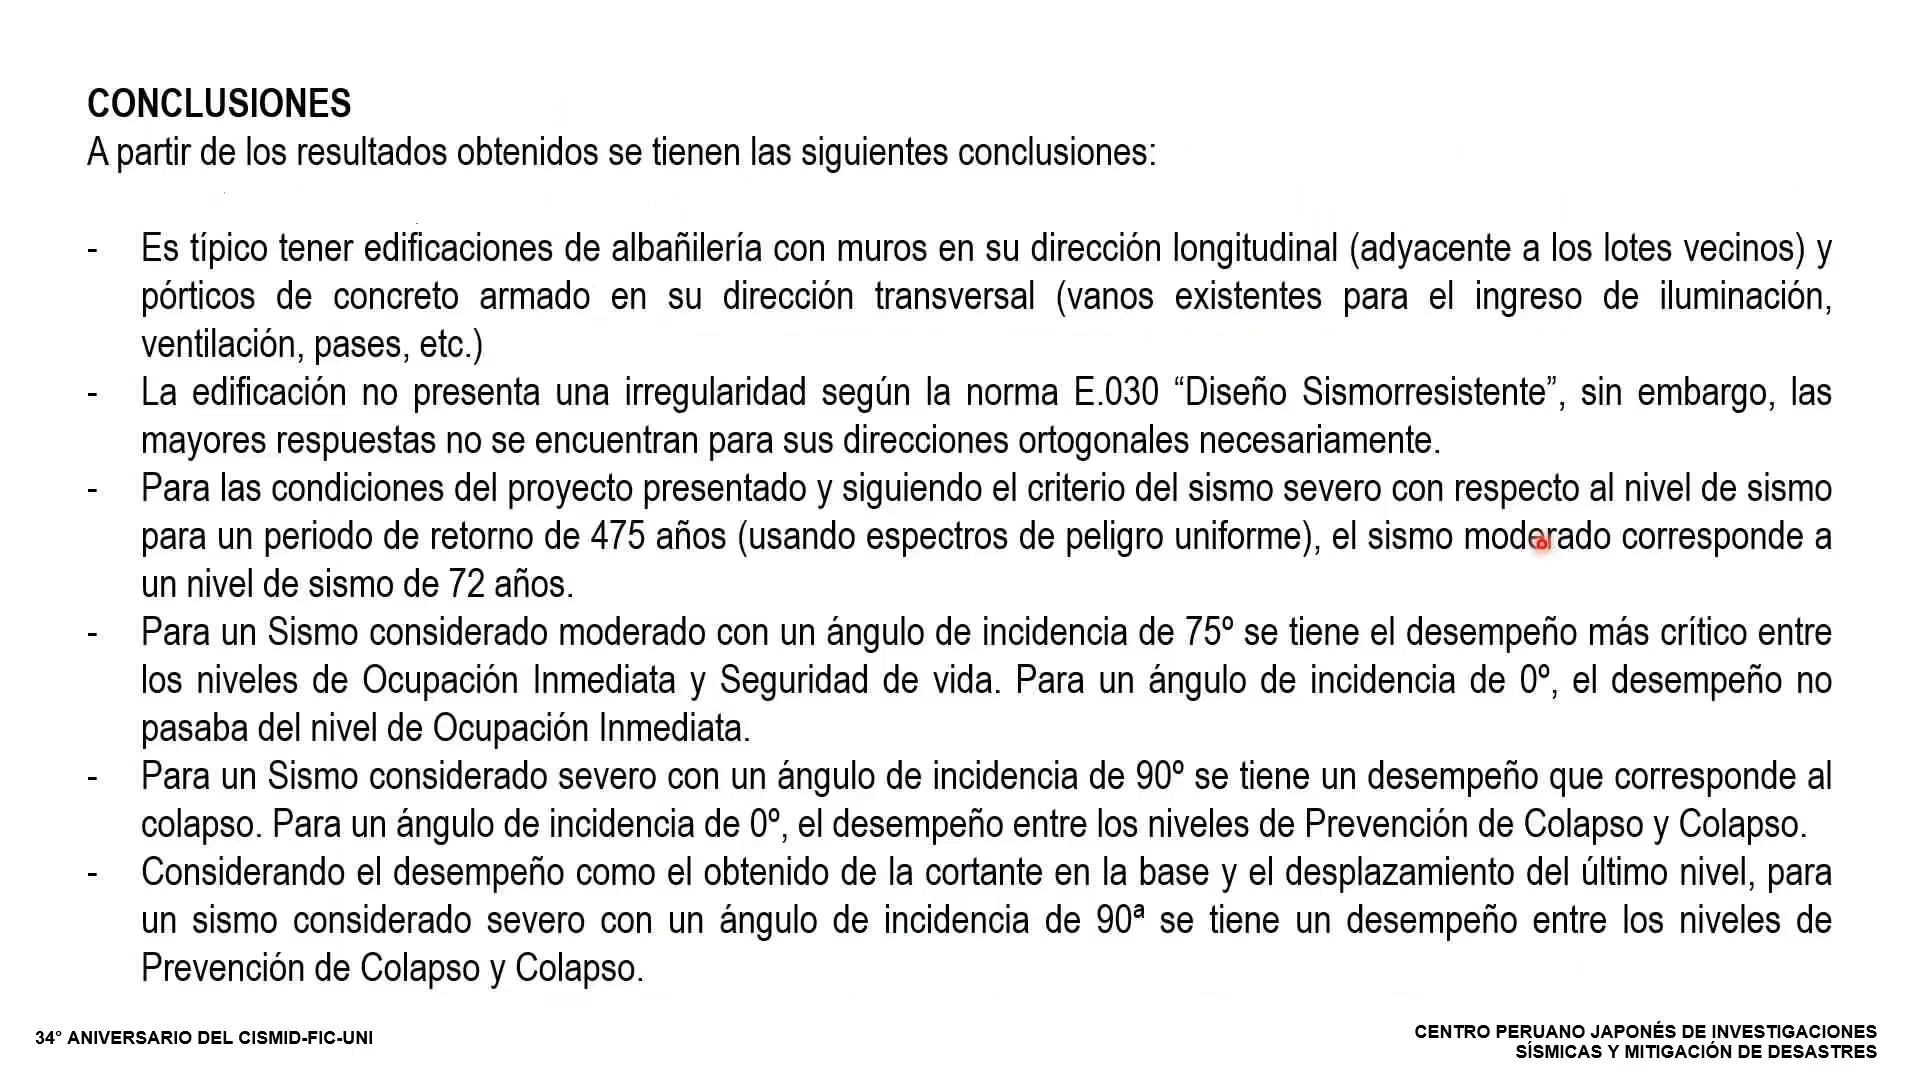 CONCLUSIONES
A partir de los resultados obtenidos se tienen las siguientes conclusiones:
- Es típico tener edificaciones de albañilería con muros en su dirección longitudinal (adyacente a los lotes vecinos) y
pórticos de concreto armado en su dirección transversal (vanos existentes para el ingreso de iluminación,
ventilación, pases, etc.)
- La edificación no presenta una irregularidad según la norma E.030 “Diseño Sismorresistente”, sin embargo, las
mayores respuestas no se encuentran para sus direcciones ortogonales necesariamente.
- Para las condiciones del proyecto presentado y siguiendo el criterio del sismo severo con respecto al nivel de sismo
para un periodo de retorno de 475 años (usando espectros de peligro uniforme), el sismo moderado corresponde a
un nivel de sismo de 72 años.
- Para un Sismo considerado moderado con un ángulo de incidencia de 75º se tiene el desempeño más crítico entre
los niveles de Ocupación Inmediata y Seguridad de vida. Para un ángulo de incidencia de 0º, el desempeño no
pasaba del nivel de Ocupación Inmediata.
- Para un Sismo considerado severo con un ángulo de incidencia de 90º se tiene un desempeño que corresponde al
colapso. Para un ángulo de incidencia de 0º, el desempeño entre los niveles de Prevención de Colapso y Colapso.
- Considerando el desempeño como el obtenido de la cortante en la base y el desplazamiento del último nivel, para
un sismo considerado severo con un ángulo de incidencia de 90ª se tiene un desempeño entre los niveles de
Prevención de Colapso y Colapso.
34° ANIVERSARIO DEL CISMID-FIC-UNI
CENTRO PERUANO JAPONÉS DE INVESTIGACIONES
SÍSMICAS Y MITIGACIÓN DE DESASTRES